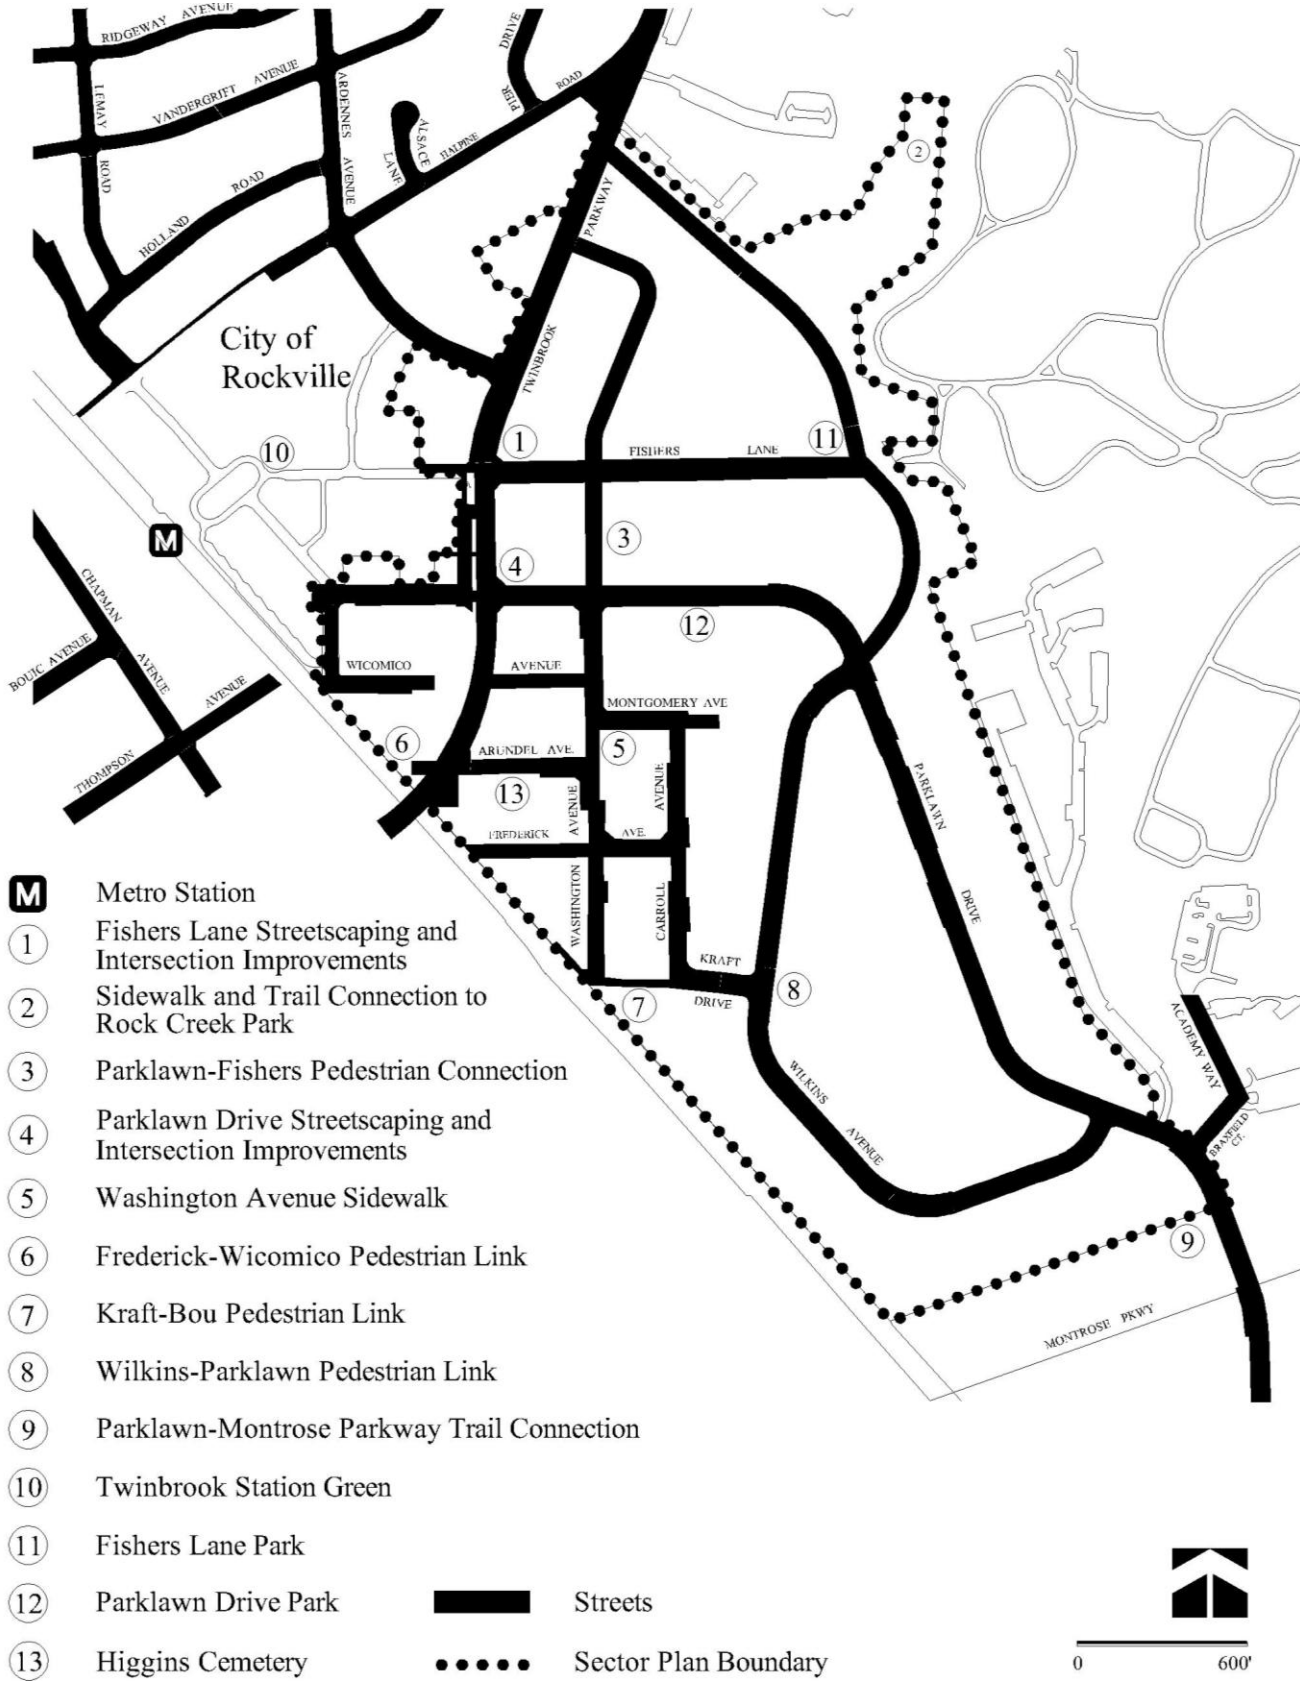 RIDGEWAY AVENUE
LEMAY
ROAD
VANDERGRIFT AVENUE
ARDENNES
AVENUE
ALSACE
LANE
HALPINE
ROAD
PIER
DRIVE
HOLLAND
ROAD
PARKWAY
TWINBROOK
City of
Rockville
2
10
1
FISHERS LANE
11
M
3
4
12
CHAPMAN
AVENUE
BOUIC AVENUE
THOMPSON
AVENUE
WICOMICO
AVENUE
MONTGOMERY AVE
6
ARUNDEL AVE.
5
13
AVENUE
AVENUE
FREDERICK
AVE.
WASHINGTON
CARROLL
PARKLAWN
DRIVE
KRAFT
DRIVE
7
8
WILKINS
AVENUE
ACADEMY WAY
BRAXFIELD
CT.
9
MONTROSE PKWY
M Metro Station
1 Fishers Lane Streetscaping and
Intersection Improvements
2 Sidewalk and Trail Connection to
Rock Creek Park
3 Parklawn-Fishers Pedestrian Connection
4 Parklawn Drive Streetscaping and
Intersection Improvements
5 Washington Avenue Sidewalk
6 Frederick-Wicomico Pedestrian Link
7 Kraft-Bou Pedestrian Link
8 Wilkins-Parklawn Pedestrian Link
9 Parklawn-Montrose Parkway Trail Connection
10 Twinbrook Station Green
11 Fishers Lane Park
12 Parklawn Drive Park
Streets
13 Higgins Cemetery
Sector Plan Boundary
0 600'